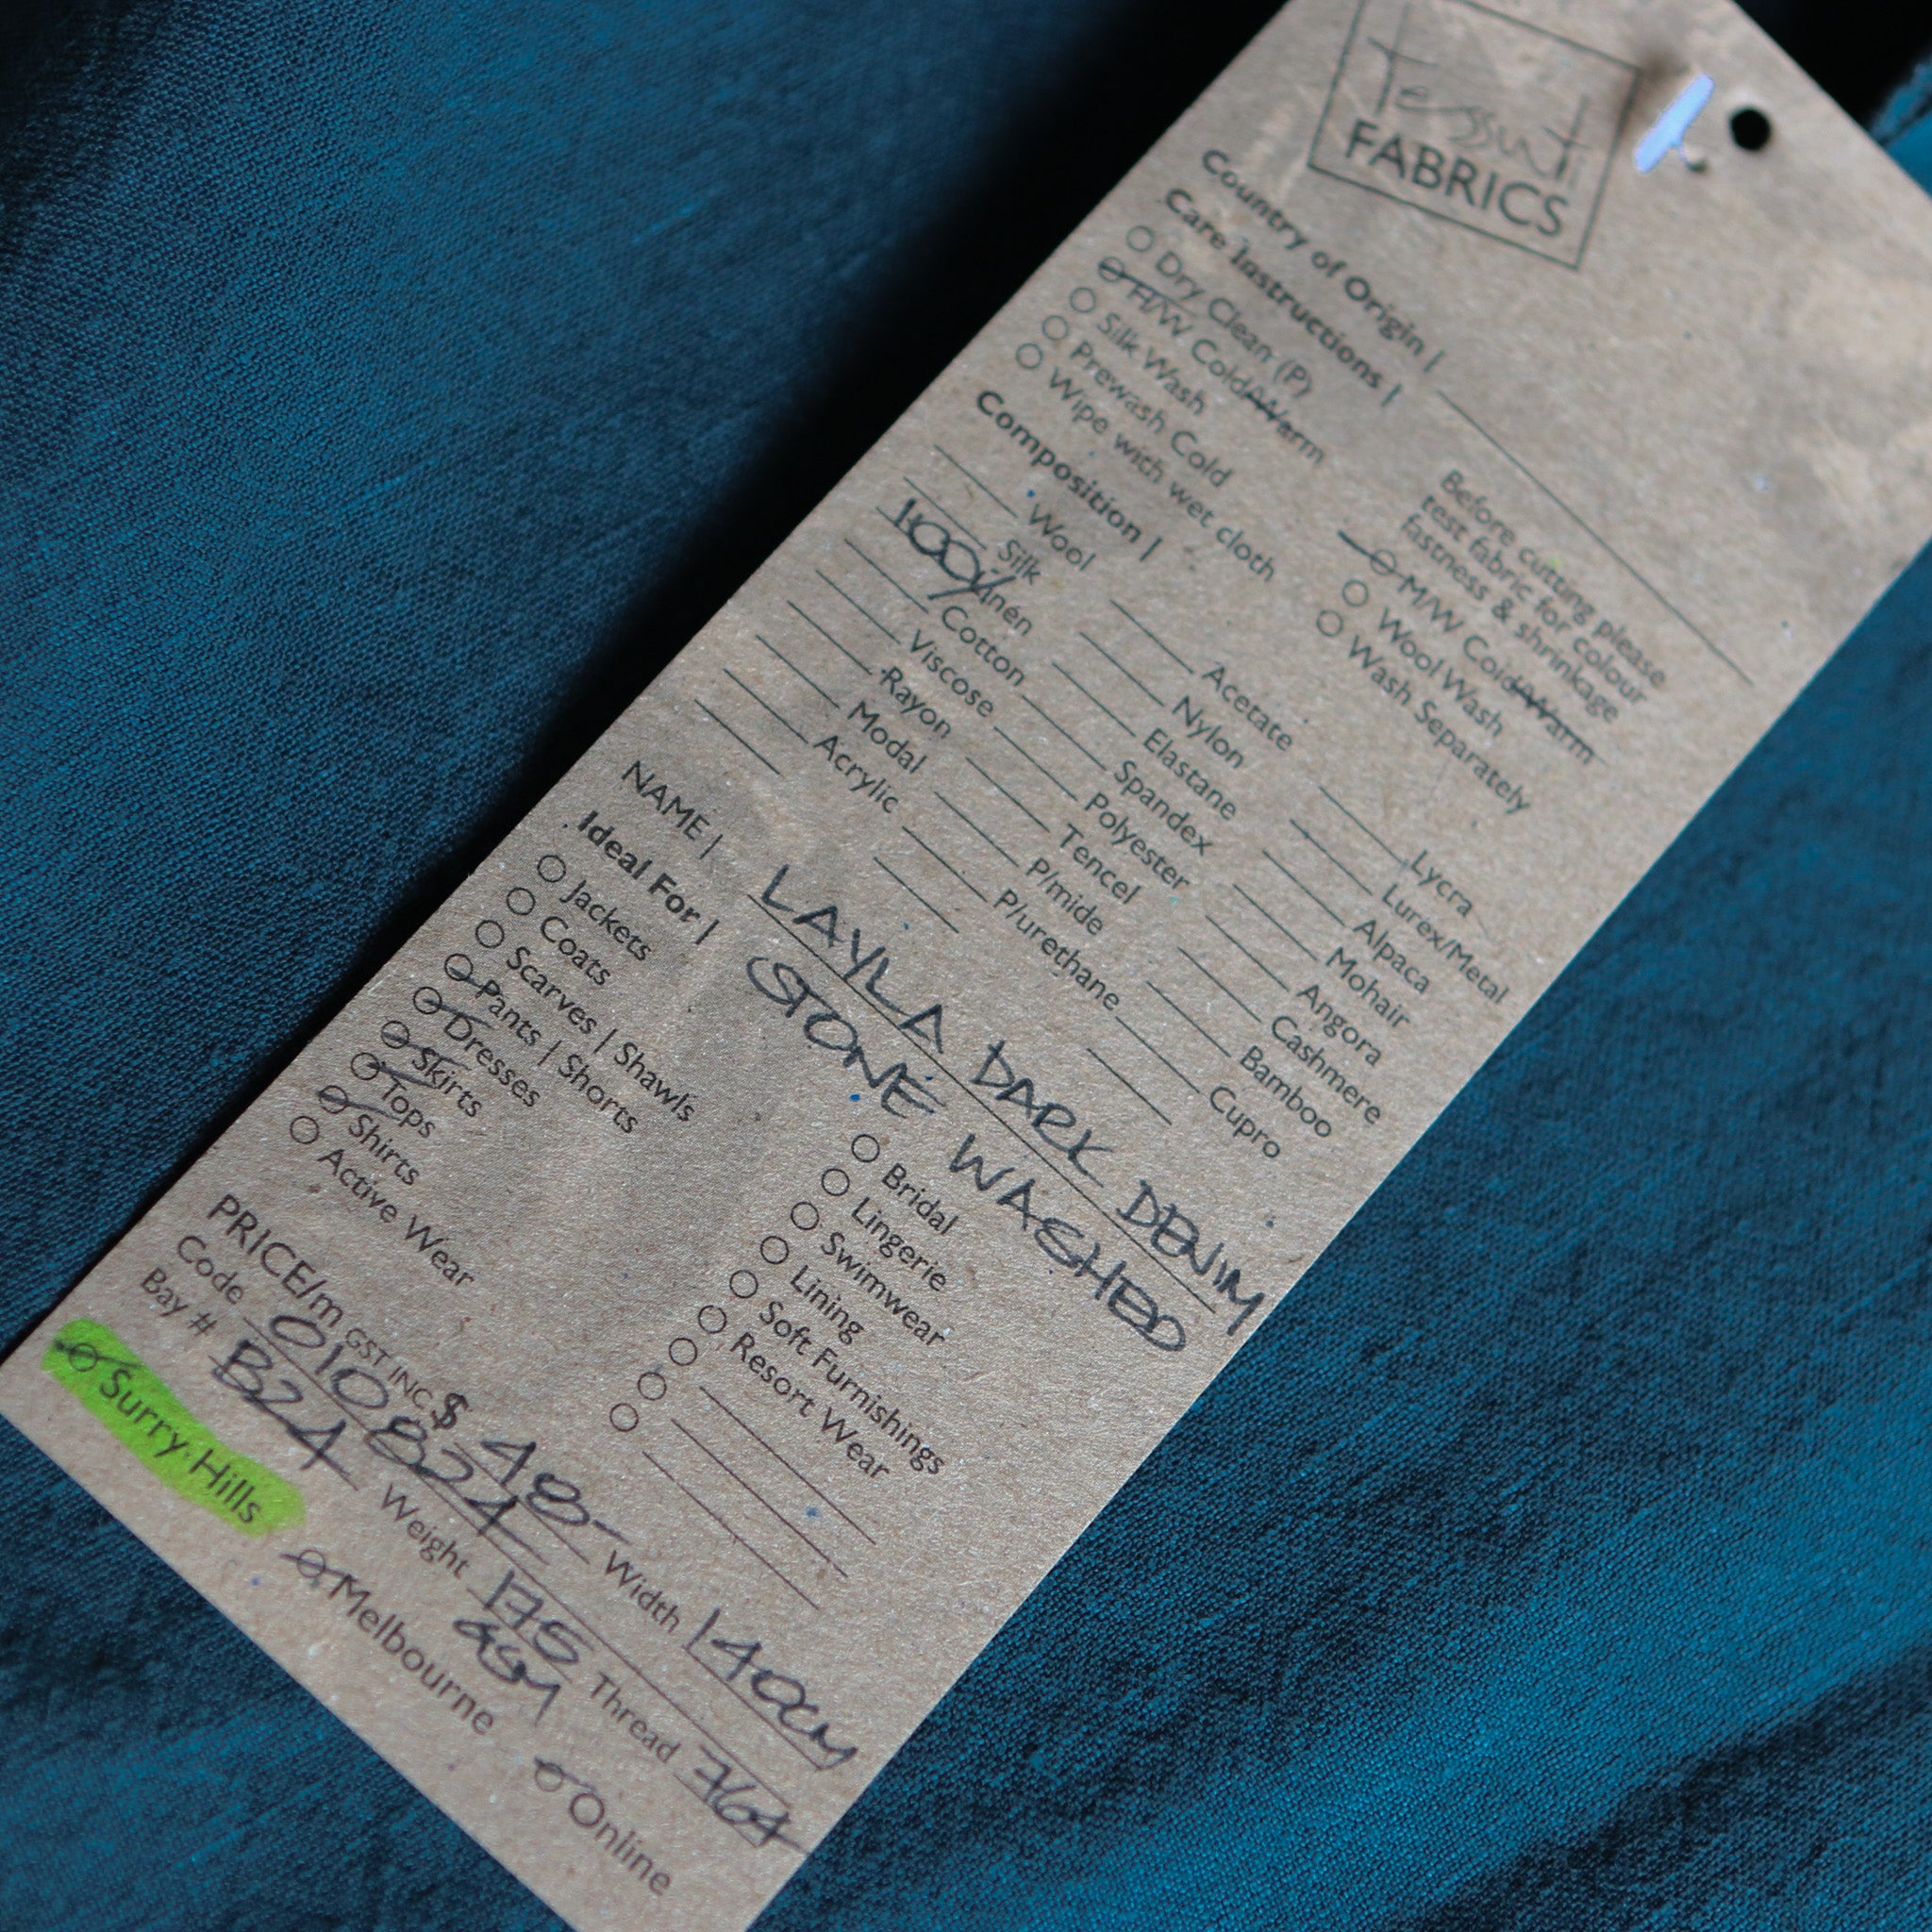 Tessuti
FABRICS
Country of Origin |
Care Instructions |
Dry Clean (P)
H/W Cold/Warm
Silk Wash
Prewash Cold
Wipe with wet cloth
Before cutting please
test fabric for colour
fastness & shrinkage
M/W Cold/Warm
Wool Wash
Wash Separately
Composition |
Wool
Silk
100% Linen
Cotton
Viscose
Rayon
Modal
Acrylic
Acetate
Nylon
Elastane
Spandex
Polyester
Tencel
P/mide
P/urethane
Lycra
Lurex/Metal
Alpaca
Mohair
Angora
Cashmere
Bamboo
Cupro
NAME | LAYLA DARK DENIM
STONE WASHED
Ideal For |
Jackets
Coats
Scarves | Shawls
Pants | Shorts
Dresses
Skirts
Tops
Shirts
Active Wear
Bridal
Lingerie
Swimwear
Lining
Soft Furnishings
Resort Wear
PRICE/m GST INC $ 48- Width 140cm
Code 010824
Bay # B24 Weight 175 GSM Thread
Surry Hills Melbourne Online